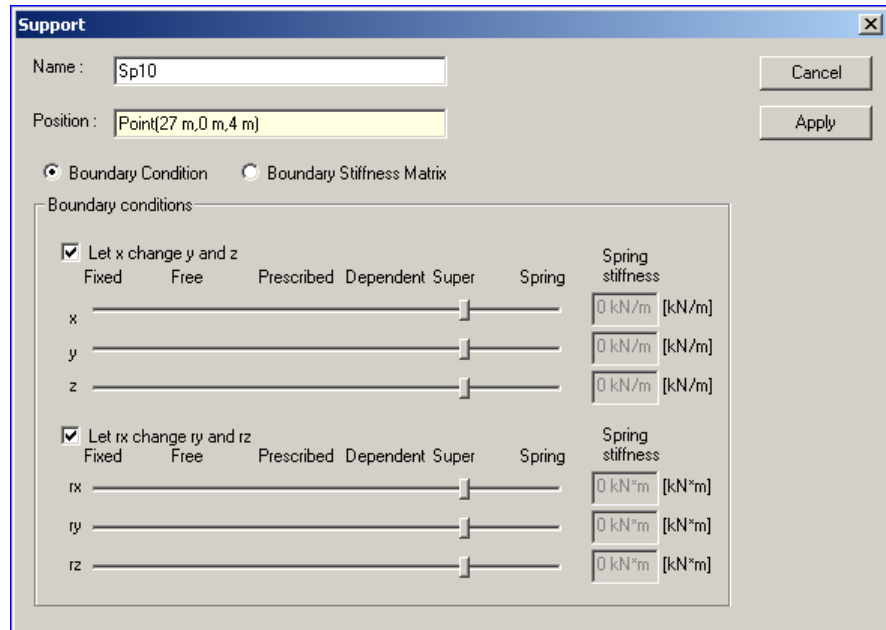 Support
Name : Sp10 Cancel
Position : Point(27 m,0 m,4 m) Apply
Boundary Condition Boundary Stiffness Matrix
Boundary conditions
Let x change y and z
Spring stiffness
Fixed Free Prescribed Dependent Super Spring
x 0 kN/m [kN/m]
y 0 kN/m [kN/m]
z 0 kN/m [kN/m]
Let rx change ry and rz
Spring stiffness
Fixed Free Prescribed Dependent Super Spring
rx 0 kN*m [kN*m]
ry 0 kN*m [kN*m]
rz 0 kN*m [kN*m]